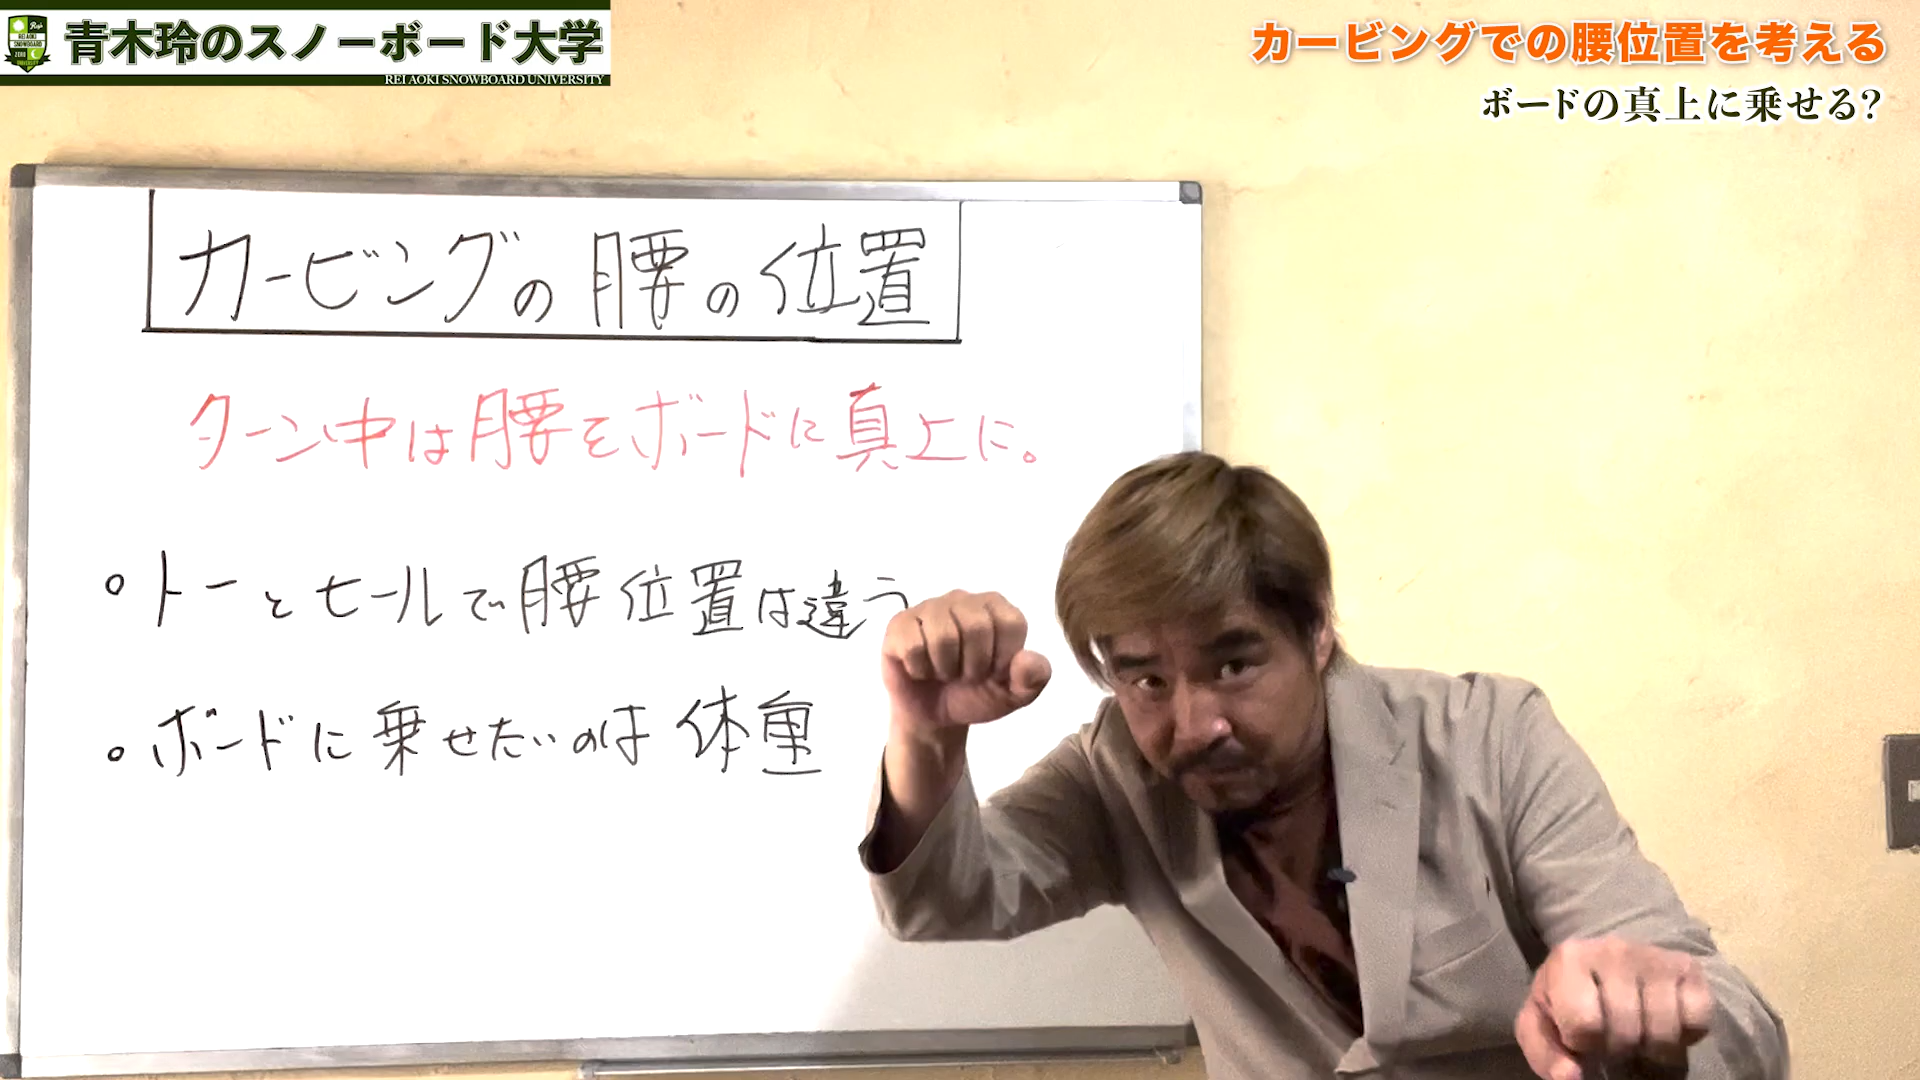 青木玲のスノーボード大学
REI AOKI SNOWBOARD UNIVERSITY
カービングでの腰位置を考える
ボードの真上に乗せる?
カービングの腰の位置
ターン中は腰をボードに真上に。
トーとヒールで腰位置は違う
ボードに乗せたいのは体重